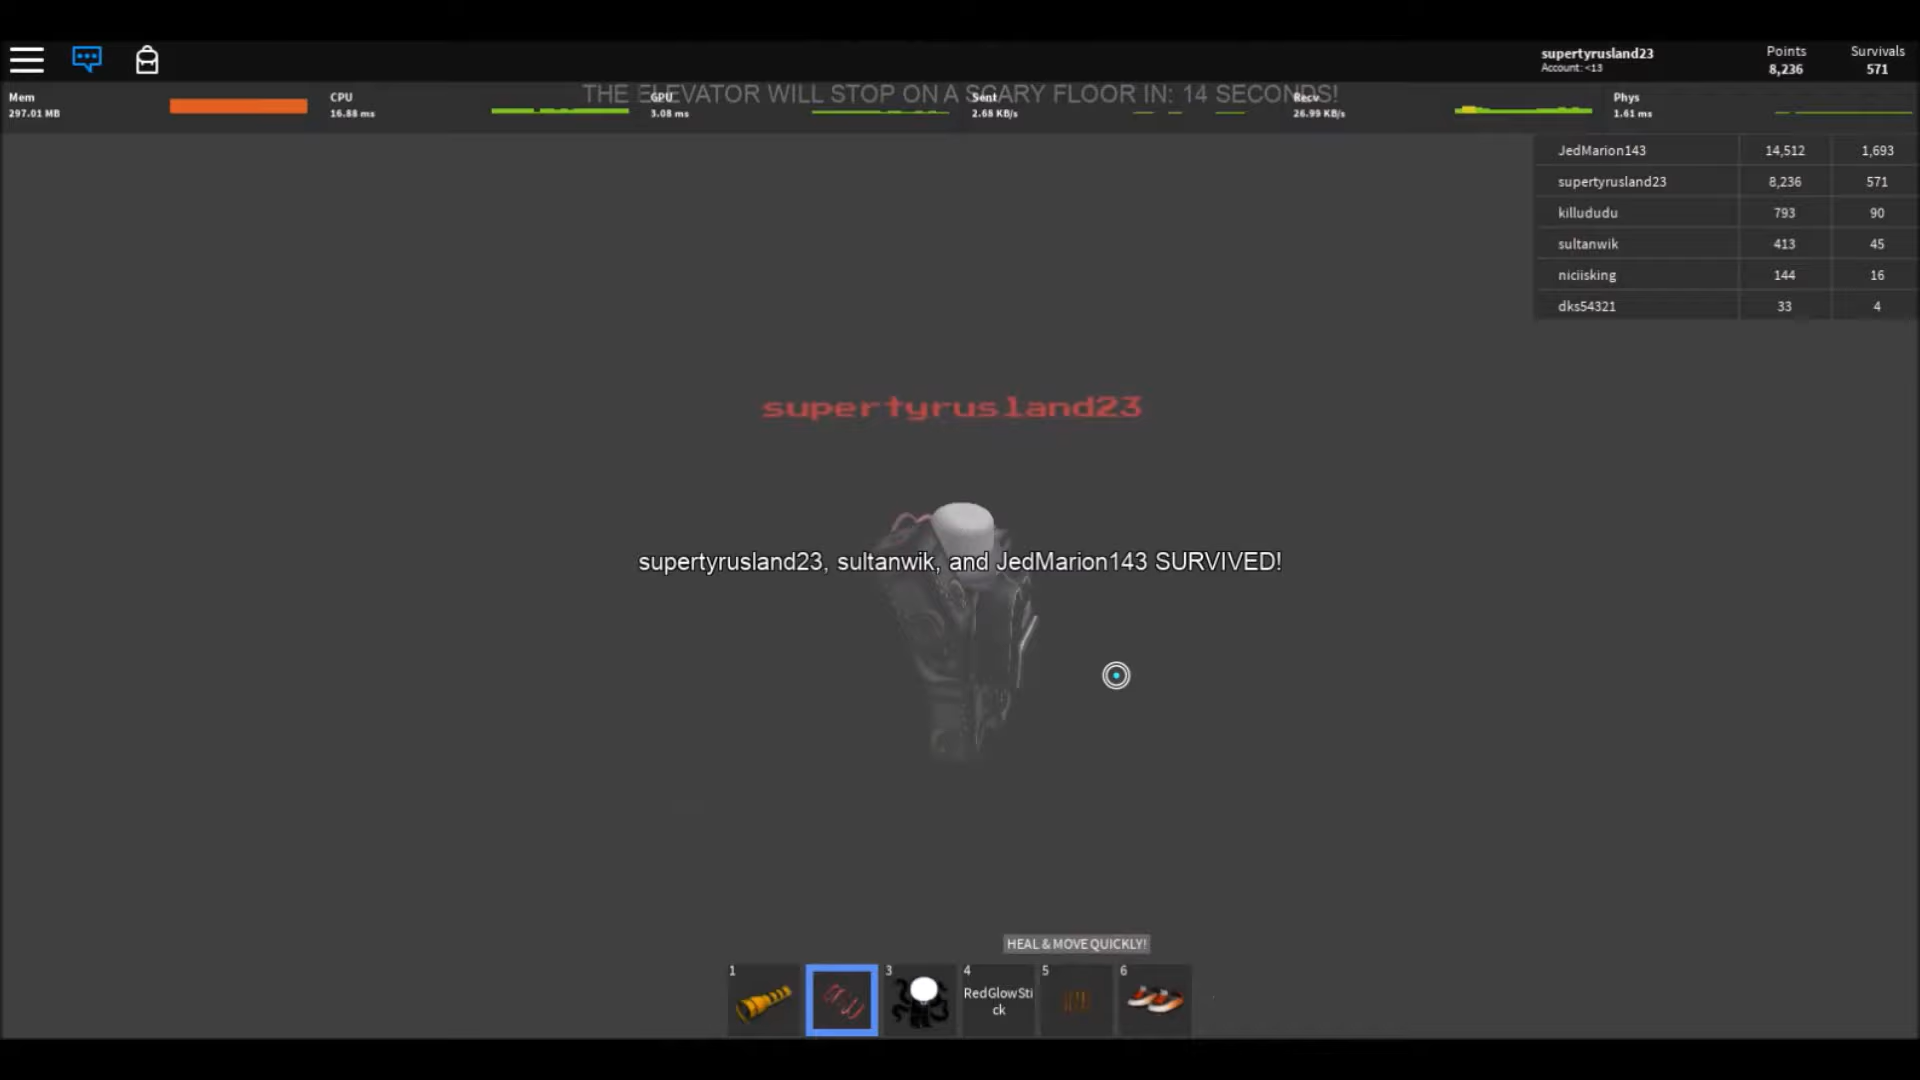 supertyrusland23
Account: <13
Points
8,236
Survivals
571
THE ELEVATOR WILL STOP ON A SCARY FLOOR IN: 14 SECONDS!
Mem
297.01 MB
CPU
16.88 ms
GPU
3.08 ms
Sent
2.68 KB/s
Recv
26.99 KB/s
Phys
1.61 ms
JedMarion143 14,512 1,693
supertyrusland23 8,236 571
killududu 793 90
sultanwik 413 45
niciisking 144 16
dks54321 33 4
supertyrusland23
supertyrusland23, sultanwik, and JedMarion143 SURVIVED!
HEAL & MOVE QUICKLY!
1 3 4 5 6
RedGlowSti
ck